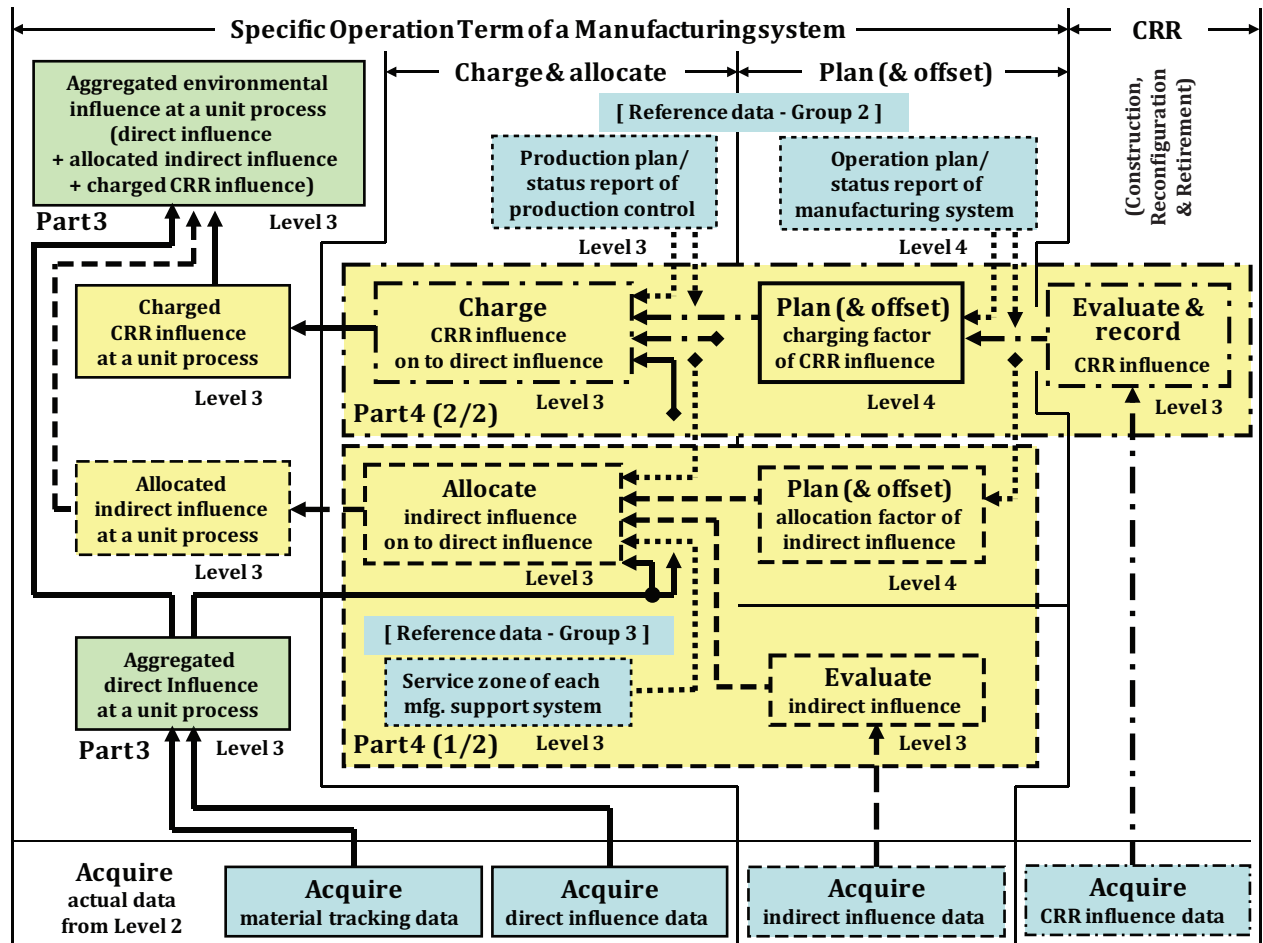 Specific Operation Term of a Manufacturing system
CRR
Charge & allocate
Plan (& offset)
(Construction,
Reconfiguration
& Retirement)
Aggregated environmental
influence at a unit process
(direct influence
+ allocated indirect influence
+ charged CRR influence)
Part 3
Level 3
[ Reference data - Group 2 ]
Production plan/
status report of
production control
Level 3
Operation plan/
status report of
manufacturing system
Level 4
Charged
CRR influence
at a unit process
Level 3
Charge
CRR influence
on to direct influence
Level 3
Plan (& offset)
charging factor
of CRR influence
Level 4
Evaluate &
record
CRR influence
Level 3
Part 4 (2/2)
Allocated
indirect influence
at a unit process
Level 3
Allocate
indirect influence
on to direct influence
Level 3
Plan (& offset)
allocation factor of
indirect influence
Level 4
[ Reference data - Group 3 ]
Aggregated
direct Influence
at a unit process
Part 3
Level 3
Service zone of each
mfg. support system
Level 3
Evaluate
indirect influence
Level 3
Part 4 (1/2)
Acquire
actual data
from Level 2
Acquire
material tracking data
Acquire
direct influence data
Acquire
indirect influence data
Acquire
CRR influence data